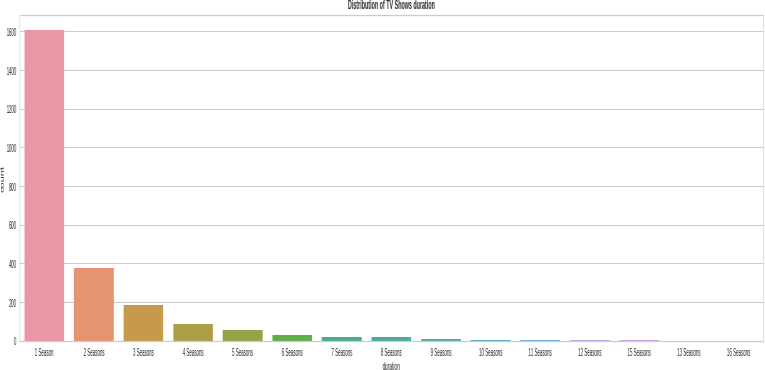 Distribution of TV Shows duration
count
1600
1400
1200
1000
800
600
400
200
0
1 Season 2 Seasons 3 Seasons 4 Seasons 5 Seasons 6 Seasons 7 Seasons 8 Seasons 9 Seasons 10 Seasons 11 Seasons 12 Seasons 15 Seasons 13 Seasons 16 Seasons
duration